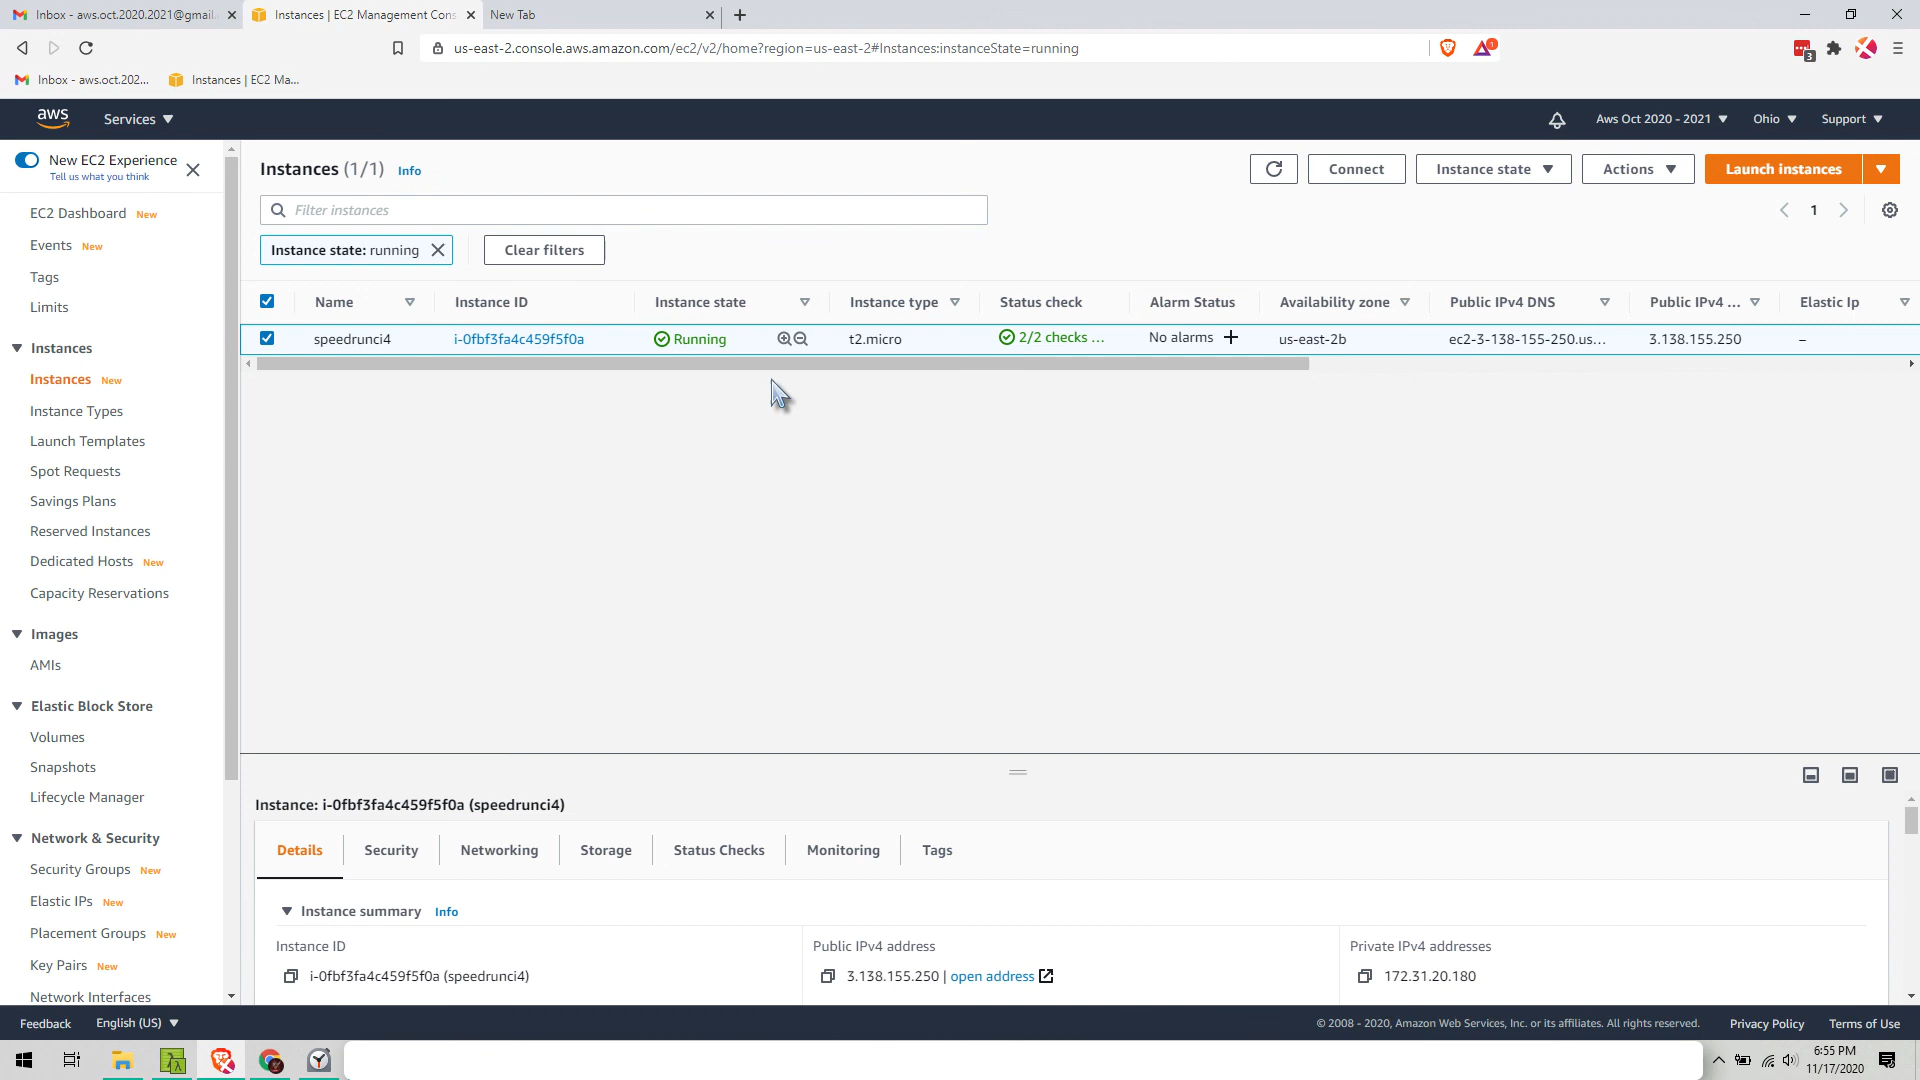 Inbox - aws.oct.2020.2021@gmail.
Instances | EC2 Management Cons
New Tab
us-east-2.console.aws.amazon.com/ec2/v2/home?region=us-east-2#Instances:instanceState=running
1
3
Inbox - aws.oct.202...
Instances | EC2 Ma...
aws
Services
Aws Oct 2020 - 2021
Ohio
Support
New EC2 Experience
Tell us what you think
EC2 Dashboard New
Events New
Tags
Limits
Instances
Instances New
Instance Types
Launch Templates
Spot Requests
Savings Plans
Reserved Instances
Dedicated Hosts New
Capacity Reservations
Images
AMIs
Elastic Block Store
Volumes
Snapshots
Lifecycle Manager
Network & Security
Security Groups New
Elastic IPs New
Placement Groups New
Key Pairs New
Network Interfaces
Instances (1/1) Info
Connect
Instance state
Actions
Launch instances
Filter instances
1
Instance state: running
Clear filters
Name Instance ID Instance state Instance type Status check Alarm Status Availability zone Public IPv4 DNS Public IPv4 ... Elastic Ip
speedrunci4 i-0fbf3fa4c459f5f0a Running t2.micro 2/2 checks ... No alarms us-east-2b ec2-3-138-155-250.us... 3.138.155.250 –
Instance: i-0fbf3fa4c459f5f0a (speedrunci4)
Details Security Networking Storage Status Checks Monitoring Tags
Instance summary Info
Instance ID
i-0fbf3fa4c459f5f0a (speedrunci4)
Public IPv4 address
3.138.155.250 | open address
Private IPv4 addresses
172.31.20.180
Feedback
English (US)
© 2008 - 2020, Amazon Web Services, Inc. or its affiliates. All rights reserved.
Privacy Policy
Terms of Use
6:55 PM
11/17/2020